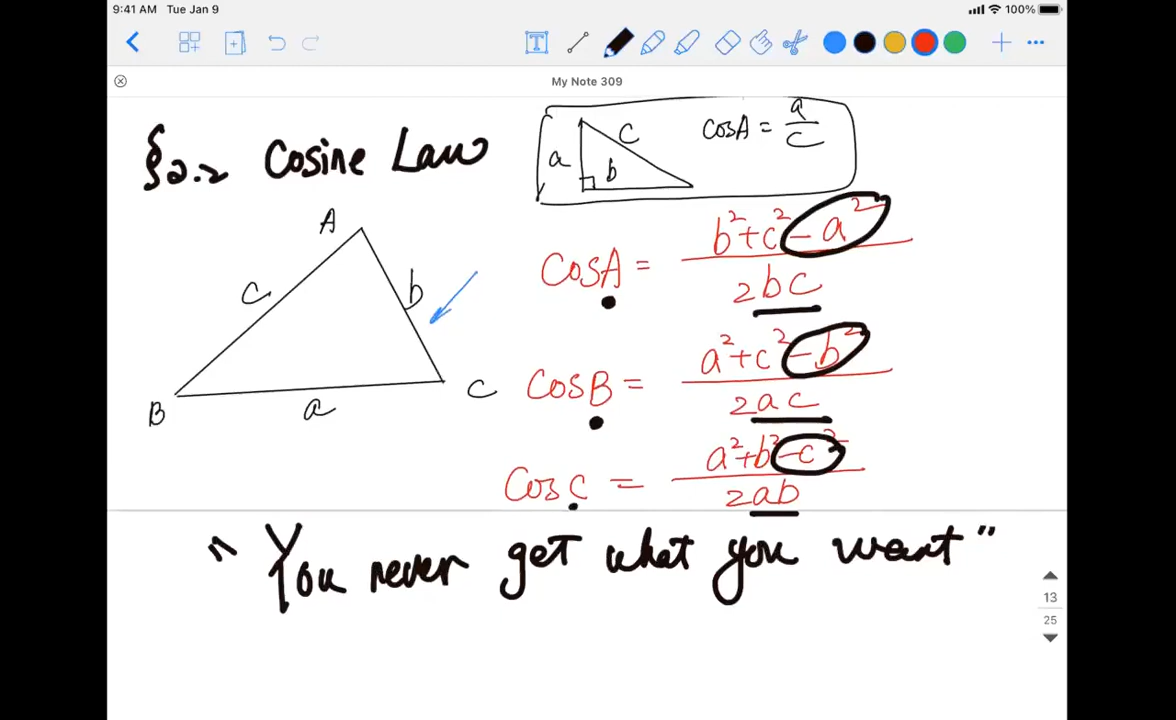 9:41 AM Tue Jan 9
100%
My Note 309
§2.2 Cosine Law
a
c
b
cosA = a/c
A
c
b
B
a
C
CosA = b²+c²-a² / 2bc
CosB = a²+c²-b² / 2ac
Cosc = a²+b²-c² / 2ab
"You never get what you want"
13
25